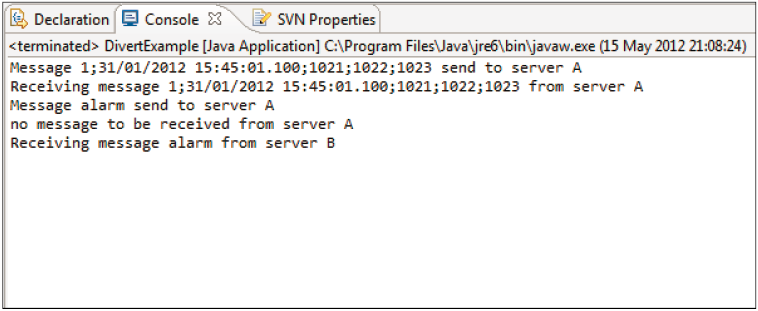 Declaration Console SVN Properties
<terminated> DivertExample [Java Application] C:\Program Files\Java\jre6\bin\javaw.exe (15 May 2012 21:08:24)
Message 1;31/01/2012 15:45:01.100;1021;1022;1023 send to server A
Receiving message 1;31/01/2012 15:45:01.100;1021;1022;1023 from server A
Message alarm send to server A
no message to be received from server A
Receiving message alarm from server B